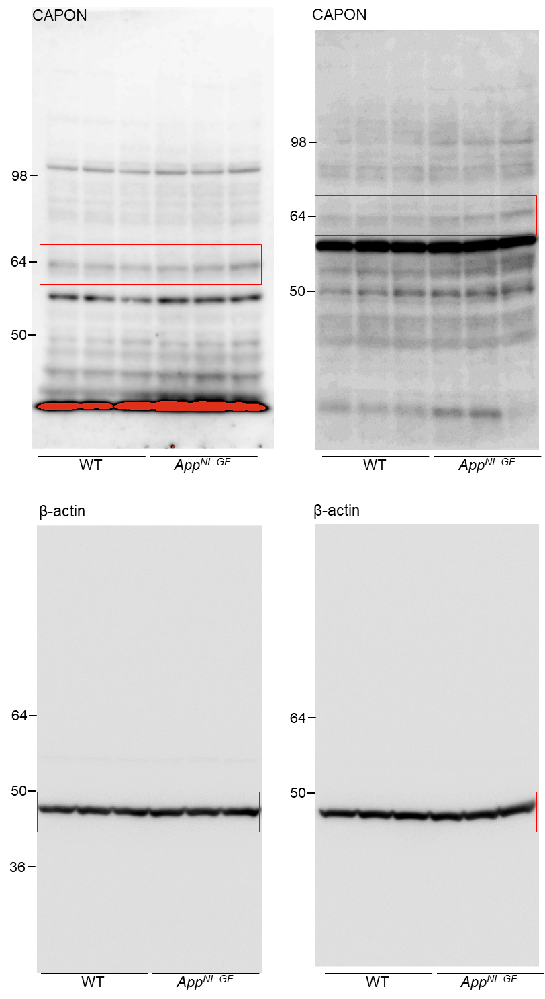 CAPON
CAPON
98
64
50
98
64
50
WT
App^NL-GF
WT
App^NL-GF
β-actin
β-actin
64
50
36
64
50
WT
App^NL-GF
WT
App^NL-GF